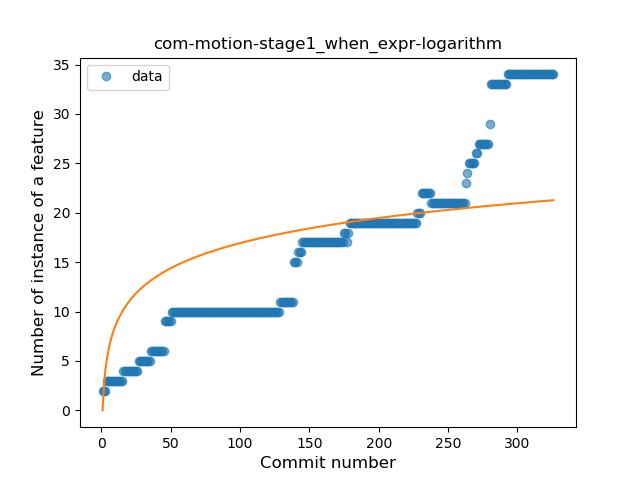 com-motion-stage1_when_expr-logarithm
data
Number of instance of a feature
35
30
25
20
15
10
5
0
0 50 100 150 200 250 300
Commit number